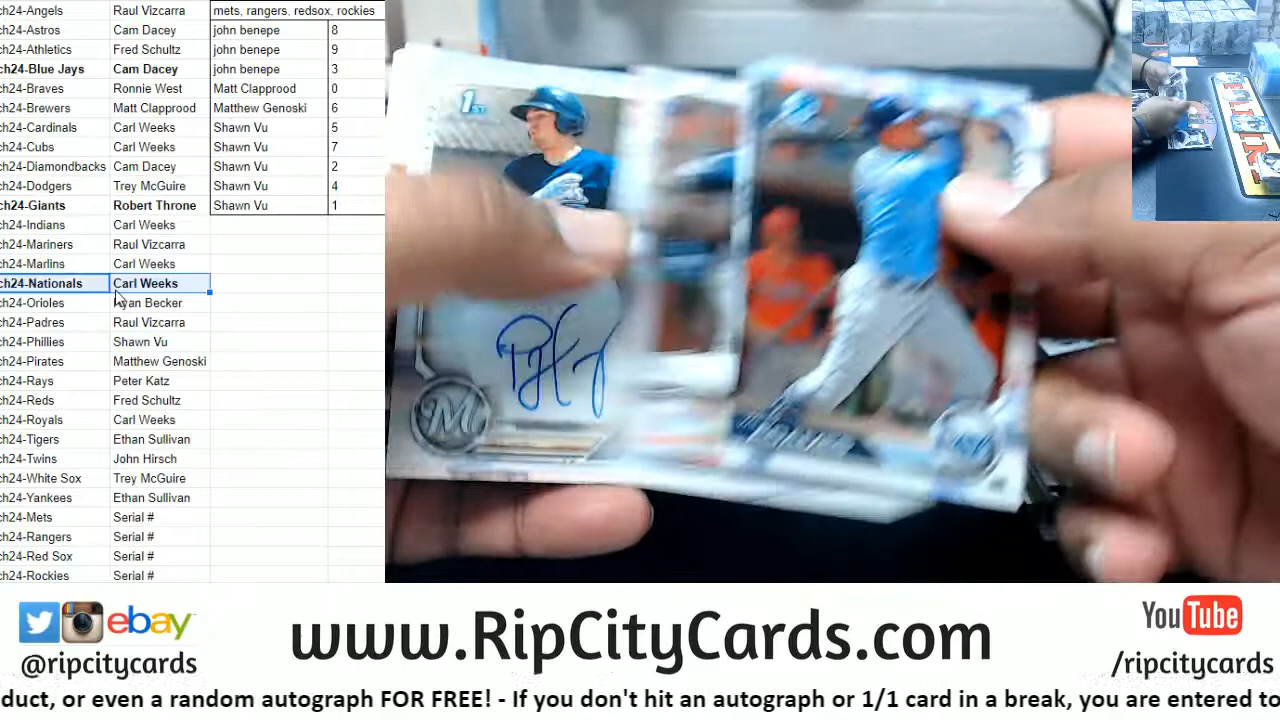 ch24-Angels Raul Vizcarra mets, rangers, redsox, rockies
ch24-Astros Cam Dacey john benepe 8
ch24-Athletics Fred Schultz john benepe 9
ch24-Blue Jays Cam Dacey john benepe 3
ch24-Braves Ronnie West Matt Clapprood 0
ch24-Brewers Matt Clapprood Matthew Genoski 6
ch24-Cardinals Carl Weeks Shawn Vu 5
ch24-Cubs Carl Weeks Shawn Vu 7
ch24-Diamondbacks Cam Dacey Shawn Vu 2
ch24-Dodgers Trey McGuire Shawn Vu 4
ch24-Giants Robert Throne Shawn Vu 1
ch24-Indians Carl Weeks
ch24-Mariners Raul Vizcarra
ch24-Marlins Carl Weeks
ch24-Nationals Carl Weeks
ch24-Orioles Becker
ch24-Padres Raul Vizcarra
ch24-Phillies Shawn Vu
ch24-Pirates Matthew Genoski
ch24-Rays Peter Katz
ch24-Reds Fred Schultz
ch24-Royals Carl Weeks
ch24-Tigers Ethan Sullivan
ch24-Twins John Hirsch
ch24-White Sox Trey McGuire
ch24-Yankees Ethan Sullivan
ch24-Mets Serial #
ch24-Rangers Serial #
ch24-Red Sox Serial #
ch24-Rockies Serial #
1st
M
ebay
@ripcitycards
www.RipCityCards.com
YouTube
/ripcitycards
oduct, or even a random autograph FOR FREE! - If you don't hit an autograph or 1/1 card in a break, you are entered to